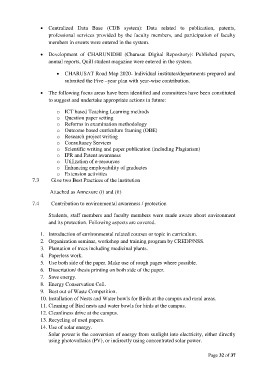 • Centralized Data Base (CDB system): Data related to publication, patents,
professional services provided by the faculty members, and participation of faculty
members in events were entered in the system.
• Development of CHARUNIDHI (Charusat Digital Repository): Published papers,
annual reports, Quill student magazine were entered in the system.
• CHARUSAT Road Map 2020- Individual institute/departments prepared and
submitted the Five –year plan with year-wise contribution.
• The following focus areas have been identified and committees have been constituted
to suggest and undertake appropriate actions in future:
o ICT based Teaching Learning methods
o Question paper setting
o Reforms in examination methodology
o Outcome based curriculum framing (OBE)
o Research project writing
o Consultancy Services
o Scientific writing and paper publication (including Plagiarism)
o IPR and Patent awareness
o Utilization of e-resources
o Enhancing employability of graduates
o Extension activities
7.3 Give two Best Practices of the institution
Attached as Annexure (i) and (ii)
7.4 Contribution to environmental awareness / protection
Students, staff members and faculty members were made aware about environment
and its protection. Following aspects are covered.
1. Introduction of environmental related courses or topic in curriculum.
2. Organization seminar, workshop and training program by CREDP/NSS.
3. Plantation of trees including medicinal plants.
4. Paperless work.
5. Use both side of the paper. Make use of rough pages where possible.
6. Dissertation/ thesis printing on both side of the paper.
7. Save energy.
8. Energy Conservation Cell.
9. Best out of Waste Competition.
10. Installation of Nests and Water bowls for Birds at the campus and rural areas.
11. Cleaning of Bird nests and water bowls for birds at the campus.
12. Cleanliness drive at the campus.
13. Recycling of used papers.
14. Use of solar energy.
Solar power is the conversion of energy from sunlight into electricity, either directly
using photovoltaics (PV), or indirectly using concentrated solar power.
Page 32 of 37